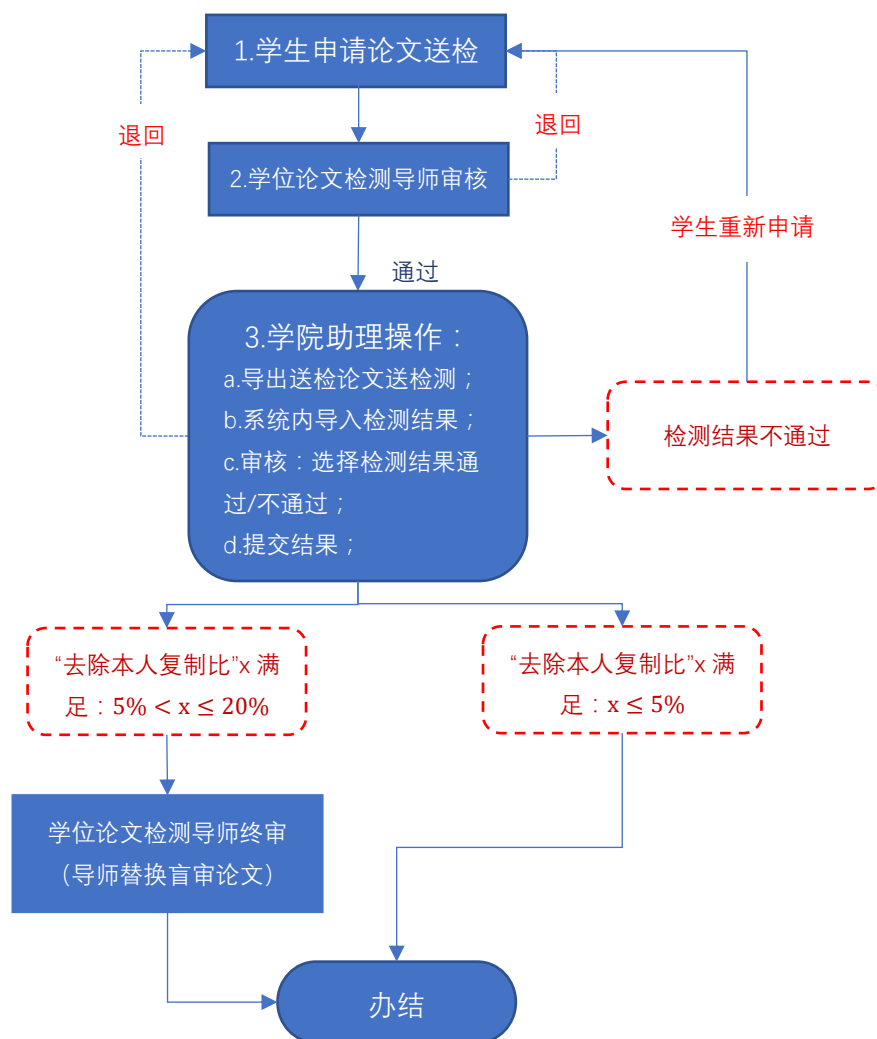 1.学生申请论文送检
退回
退回
2.学位论文检测导师审核
学生重新申请
通过
3.学院助理操作：
a.导出送检论文送检测；
b.系统内导入检测结果；
c.审核：选择检测结果通
过/不通过；
d.提交结果；
检测结果不通过
“去除本人复制比”x 满
足：5% < x ≤ 20%
“去除本人复制比”x 满
足：x ≤ 5%
学位论文检测导师终审
（导师替换盲审论文）
办结